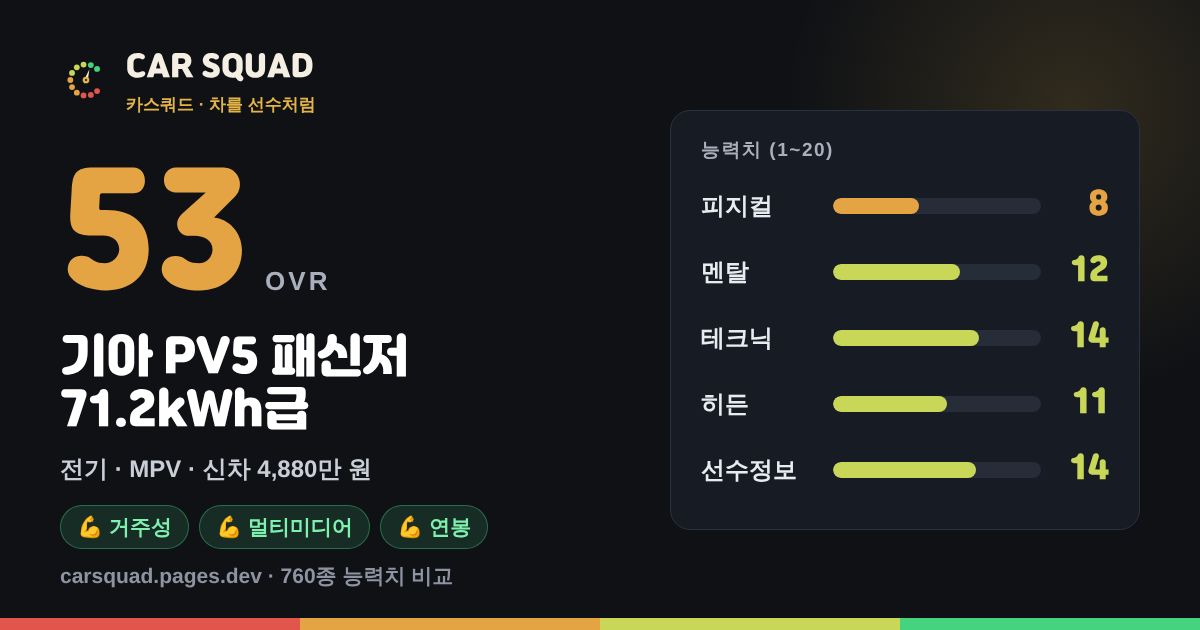 CAR SQUAD
카스쿼드 · 차를 선수처럼
53 OVR
기아 PV5 패신저
71.2kWh급
전기 · MPV · 신차 4,880만 원
💪 거주성 💪 멀티미디어 💪 연봉
carsquad.pages.dev · 760종 능력치 비교
능력치 (1~20)
피지컬 8
멘탈 12
테크닉 14
히든 11
선수정보 14